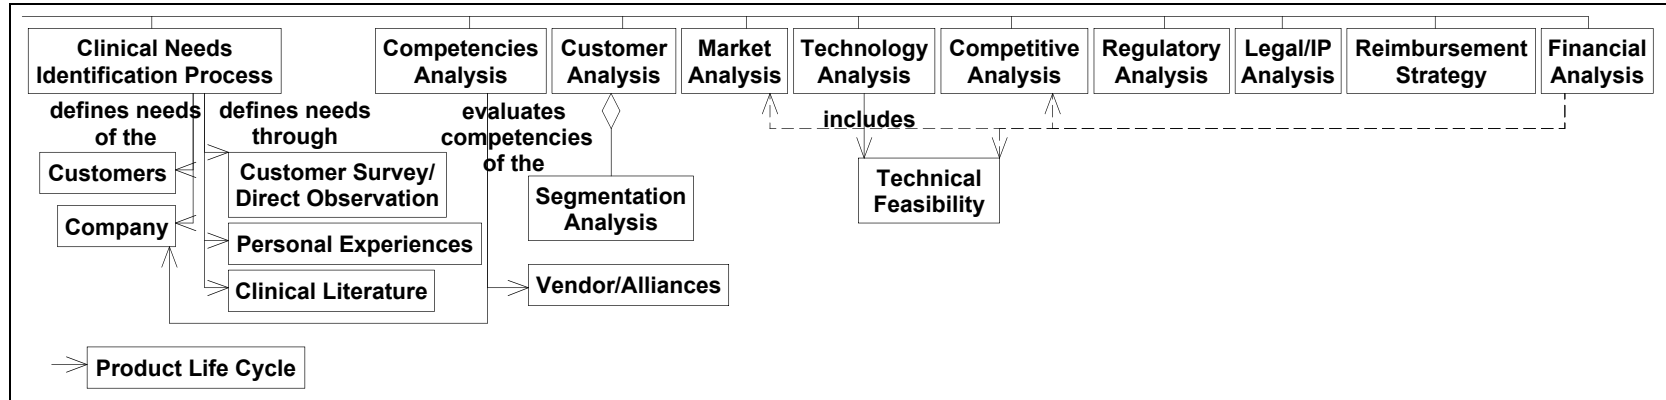 Clinical Needs
Identification Process
Competencies
Analysis
Customer
Analysis
Market
Analysis
Technology
Analysis
Competitive
Analysis
Regulatory
Analysis
Legal/IP
Analysis
Reimbursement
Strategy
Financial
Analysis
defines needs
of the
defines needs
through
evaluates
competencies
of the
includes
Customers
Customer Survey/
Direct Observation
Segmentation
Analysis
Technical
Feasibility
Company
Personal Experiences
Clinical Literature
Vendor/Alliances
Product Life Cycle